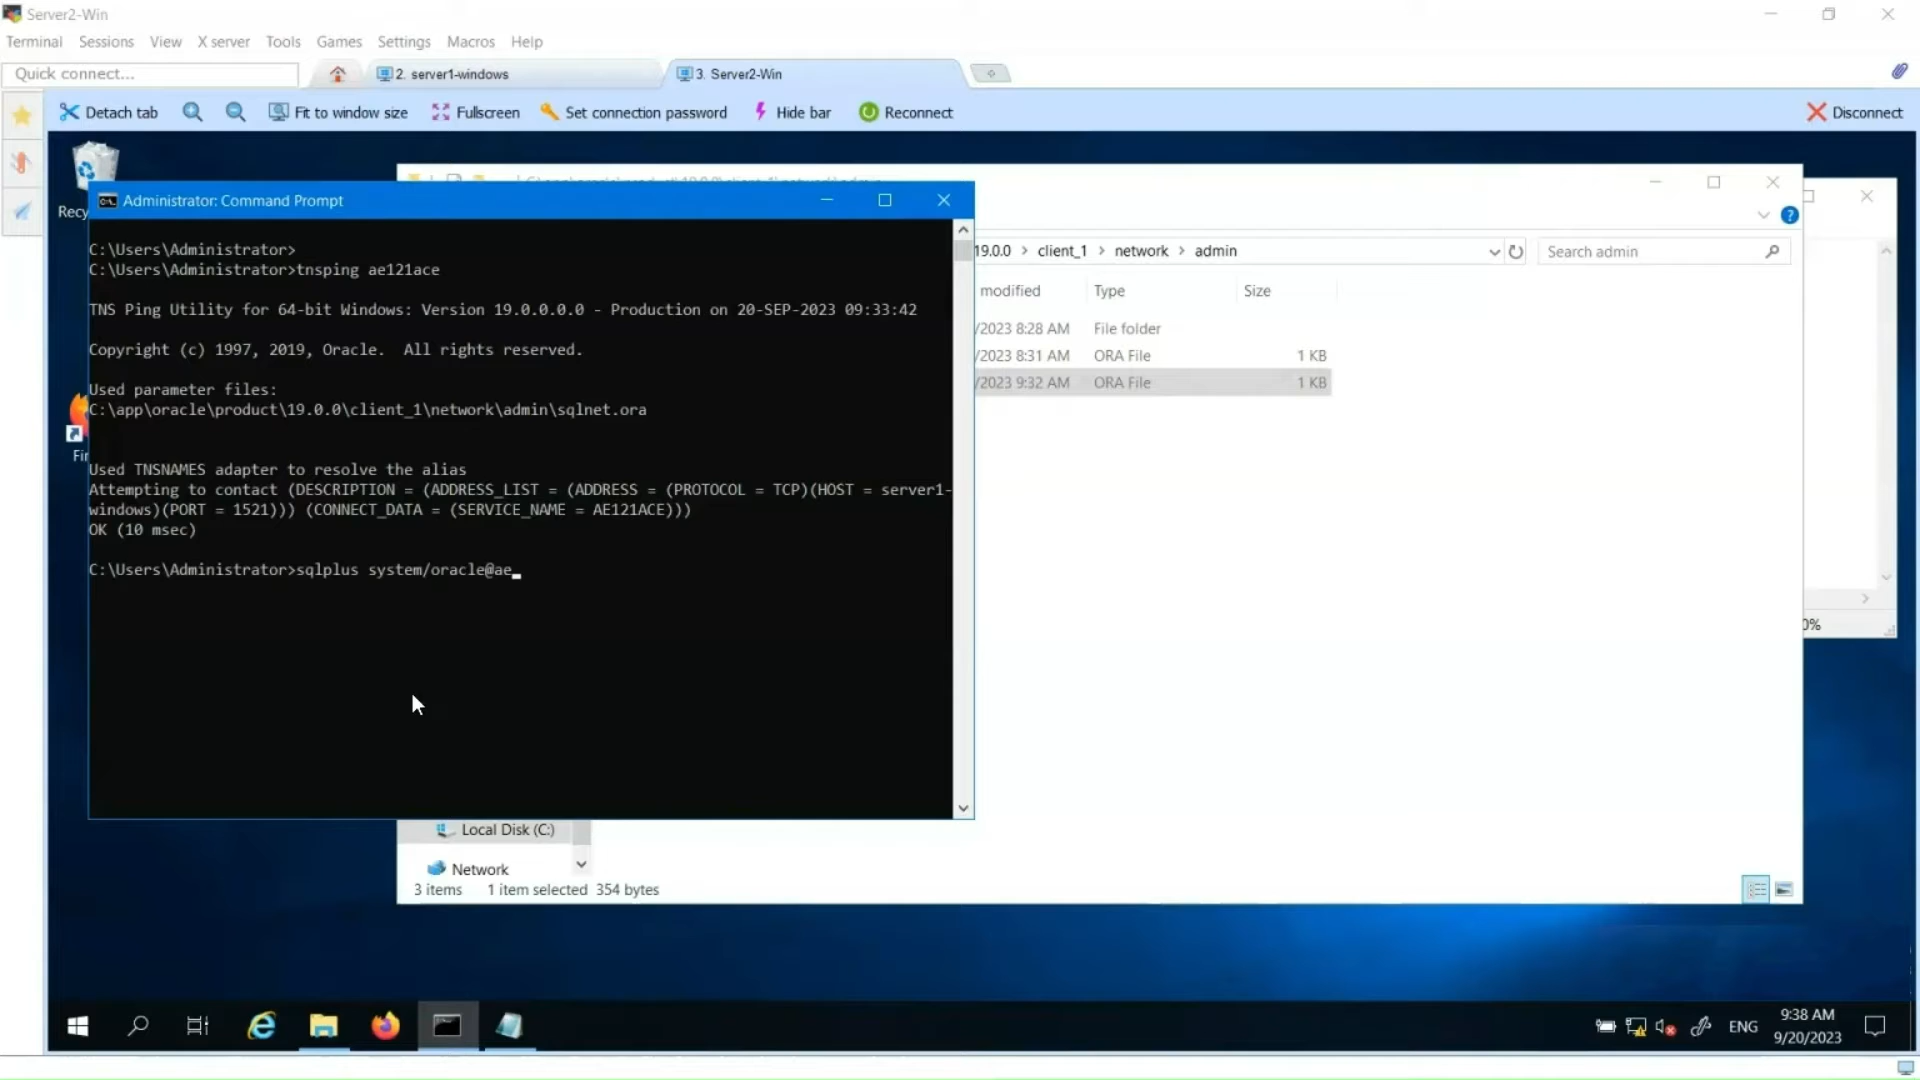 Server2-Win
Terminal Sessions View X server Tools Games Settings Macros Help
Quick connect...
2. server1-windows
3. Server2-Win
Detach tab
Fit to window size
Fullscreen
Set connection password
Hide bar
Reconnect
Disconnect
Recy
Administrator: Command Prompt
C:\Users\Administrator>
C:\Users\Administrator>tnsping ae121ace
TNS Ping Utility for 64-bit Windows: Version 19.0.0.0.0 - Production on 20-SEP-2023 09:33:42
Copyright (c) 1997, 2019, Oracle.  All rights reserved.
Used parameter files:
C:\app\oracle\product\19.0.0\client_1\network\admin\sqlnet.ora
Used TNSNAMES adapter to resolve the alias
Attempting to contact (DESCRIPTION = (ADDRESS_LIST = (ADDRESS = (PROTOCOL = TCP)(HOST = server1-
windows)(PORT = 1521))) (CONNECT_DATA = (SERVICE_NAME = AE121ACE)))
OK (10 msec)
C:\Users\Administrator>sqlplus system/oracle@ae
Fir
19.0.0 > client_1 > network > admin
Search admin
modified Type Size
/2023 8:28 AM File folder
/2023 8:31 AM ORA File 1 KB
/2023 9:32 AM ORA File 1 KB
0%
Local Disk (C:)
Network
3 items 1 item selected 354 bytes
ENG
9:38 AM
9/20/2023